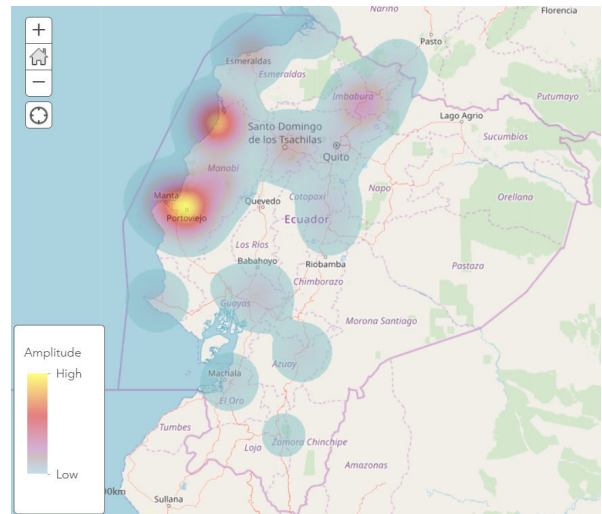 Nariño
Florencia
+
−
Pasto
Esmeraldas
Esmeraldas
Imbabura
Putumayo
Lago Agrio
Santo Domingo
de los Tsachilas
Sucumbíos
Quito
Manabí
Napo
Manta
Quevedo
Cotopaxi
Orellana
Portoviejo
Ecuador
Los Ríos
Babahoyo
Riobamba
Pastaza
Chimborazo
Guayas
Morona Santiago
Amplitude
High
Low
Azuay
Machala
El Oro
Tumbes
Loja
Zamora Chinchipe
Amazonas
00km
Sullana